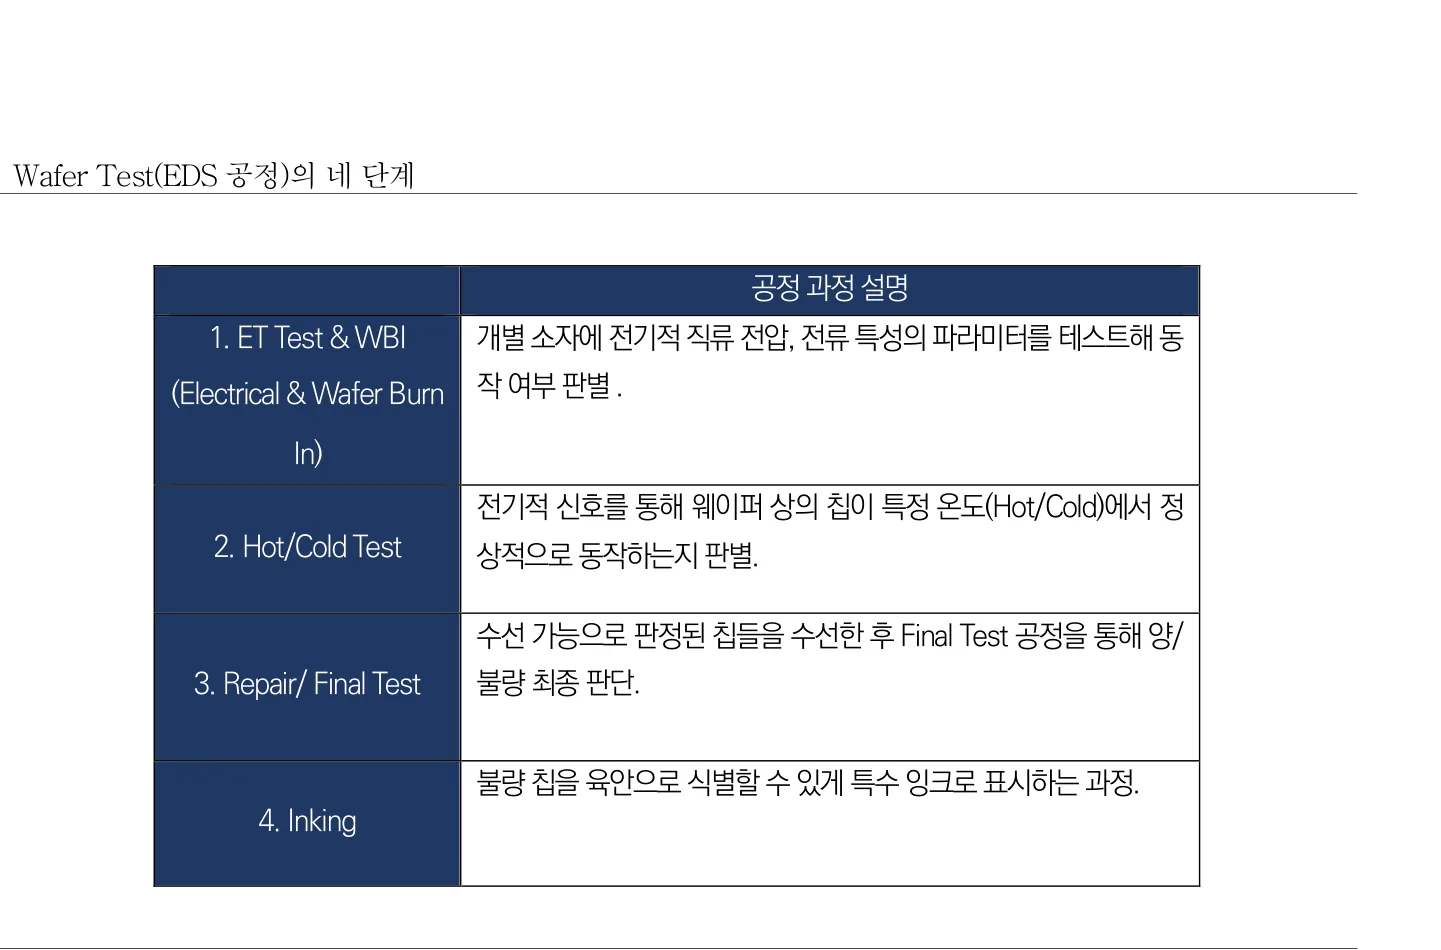 Wafer Test(EDS 공정)의 네 단계
공정 과정 설명
1. ET Test & WBI
(Electrical & Wafer Burn
In)
개별 소자에 전기적 직류 전압, 전류 특성의 파라미터를 테스트해 동
작 여부 판별 .
2. Hot/Cold Test
전기적 신호를 통해 웨이퍼 상의 칩이 특정 온도(Hot/Cold)에서 정
상적으로 동작하는지 판별.
3. Repair/ Final Test
수선 가능으로 판정된 칩들을 수선한 후 Final Test 공정을 통해 양/
불량 최종 판단.
4. Inking
불량 칩을 육안으로 식별할 수 있게 특수 잉크로 표시하는 과정.